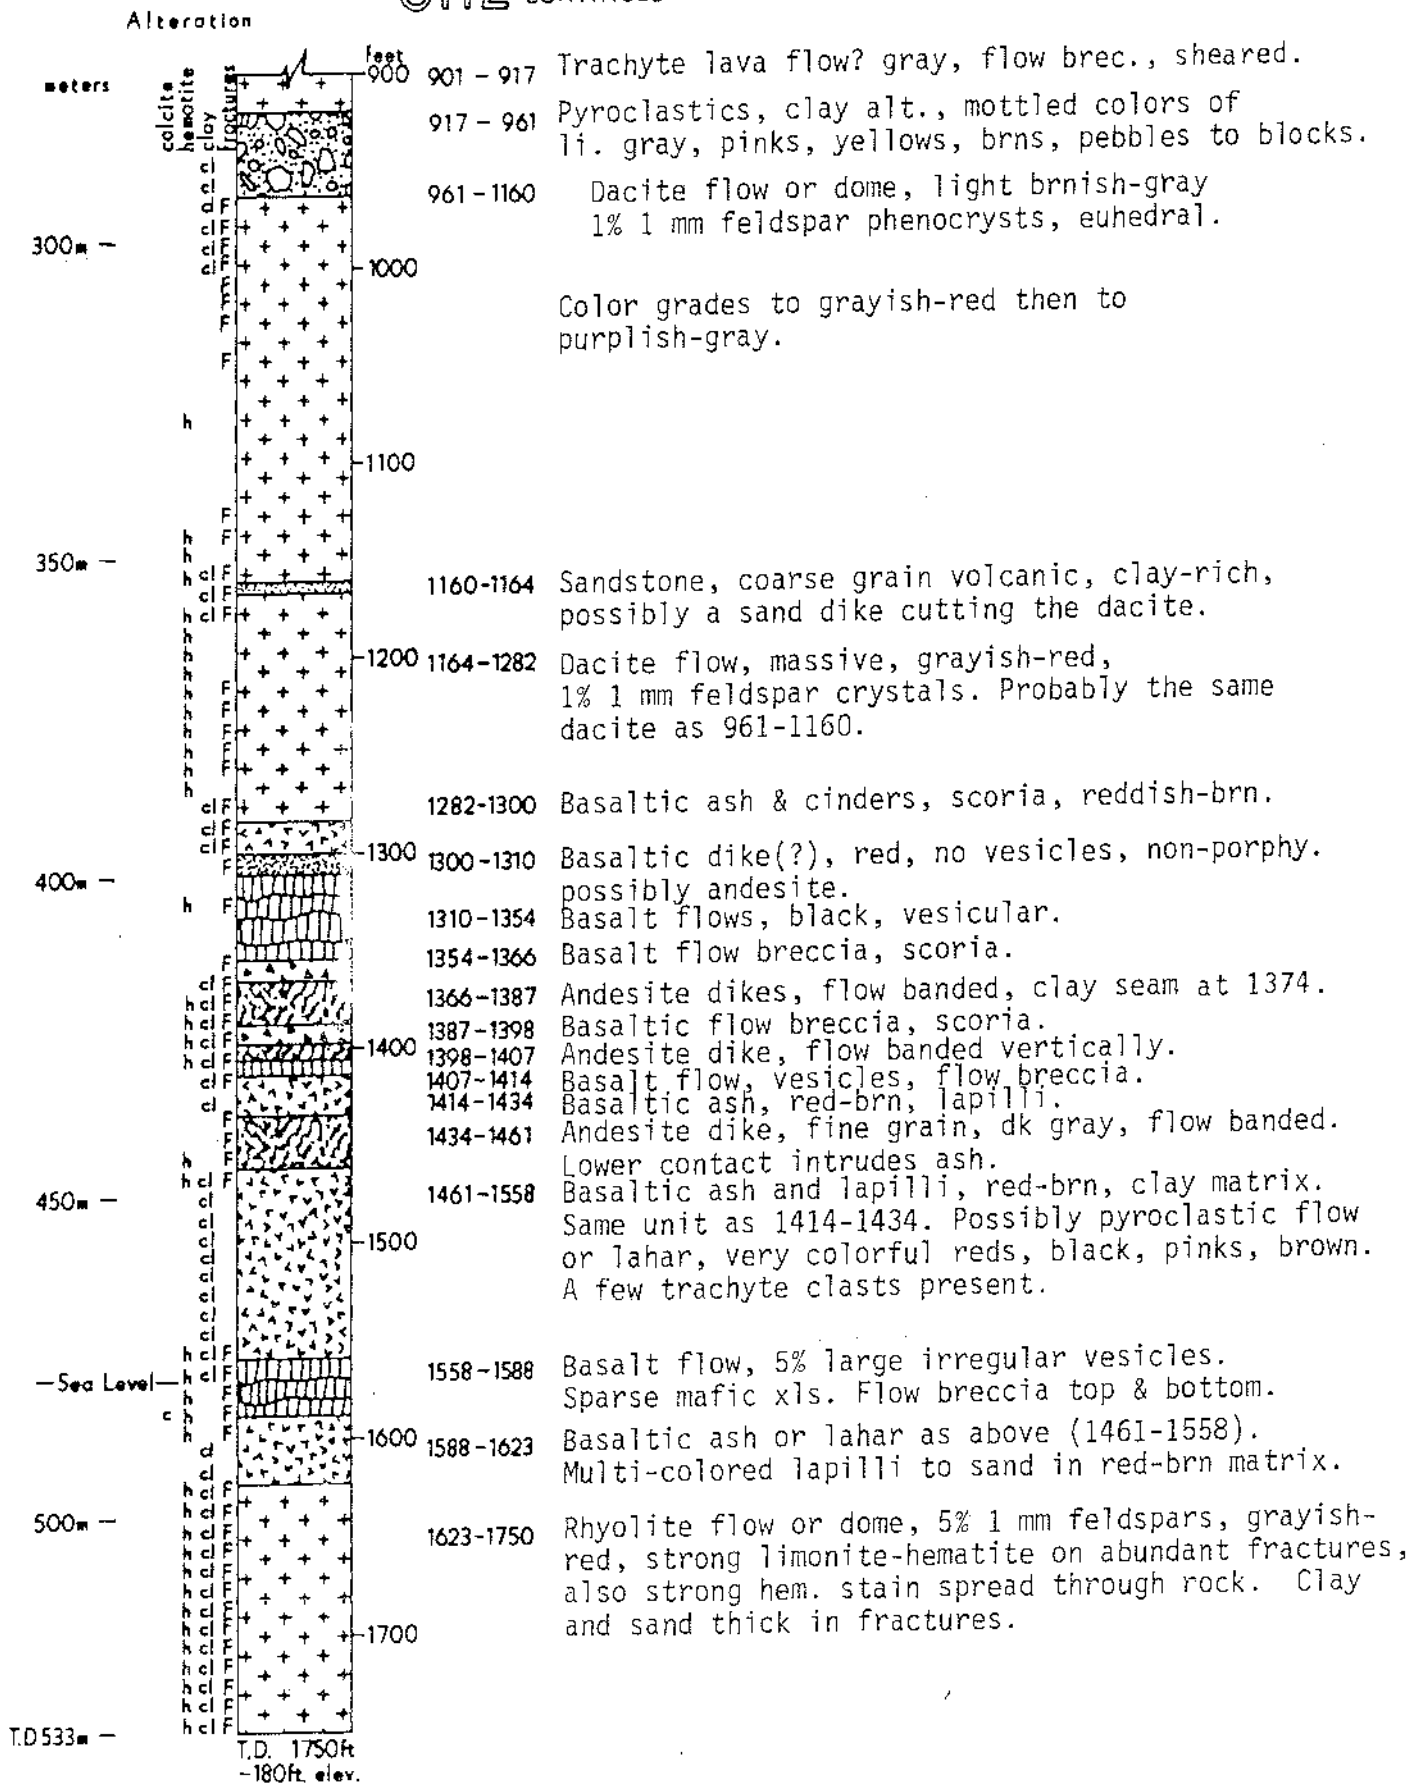 Alteration
meters
calcite
hematite
clay
fractures
feet
900
901 - 917 Trachyte lava flow? gray, flow brec., sheared.
917 - 961 Pyroclastics, clay alt., mottled colors of
li. gray, pinks, yellows, brns, pebbles to blocks.
961 - 1160 Dacite flow or dome, light brnish-gray
1% 1 mm feldspar phenocrysts, euhedral.
300m
1000
Color grades to grayish-red then to
purplish-gray.
1100
350m
1160-1164 Sandstone, coarse grain volcanic, clay-rich,
possibly a sand dike cutting the dacite.
1200
1164-1282 Dacite flow, massive, grayish-red,
1% 1 mm feldspar crystals. Probably the same
dacite as 961-1160.
1282-1300 Basaltic ash & cinders, scoria, reddish-brn.
1300
1300-1310 Basaltic dike(?), red, no vesicles, non-porphy.
possibly andesite.
400m
1310-1354 Basalt flows, black, vesicular.
1354-1366 Basalt flow breccia, scoria.
1366-1387 Andesite dikes, flow banded, clay seam at 1374.
1387-1398 Basaltic flow breccia, scoria.
1400
1398-1407 Andesite dike, flow banded vertically.
1407-1414 Basalt flow, vesicles, flow breccia.
1414-1434 Basaltic ash, red-brn, lapilli.
1434-1461 Andesite dike, fine grain, dk gray, flow banded.
Lower contact intrudes ash.
450m
1461-1558 Basaltic ash and lapilli, red-brn, clay matrix.
Same unit as 1414-1434. Possibly pyroclastic flow
1500
or lahar, very colorful reds, black, pinks, brown.
A few trachyte clasts present.
1558-1588 Basalt flow, 5% large irregular vesicles.
Sea Level
Sparse mafic xls. Flow breccia top & bottom.
1600
1588-1623 Basaltic ash or lahar as above (1461-1558).
Multi-colored lapilli to sand in red-brn matrix.
500m
1623-1750 Rhyolite flow or dome, 5% 1 mm feldspars, grayish-
red, strong limonite-hematite on abundant fractures,
also strong hem. stain spread through rock. Clay
and sand thick in fractures.
1700
T.D 533m
T.D. 1750ft
-180ft. elev.